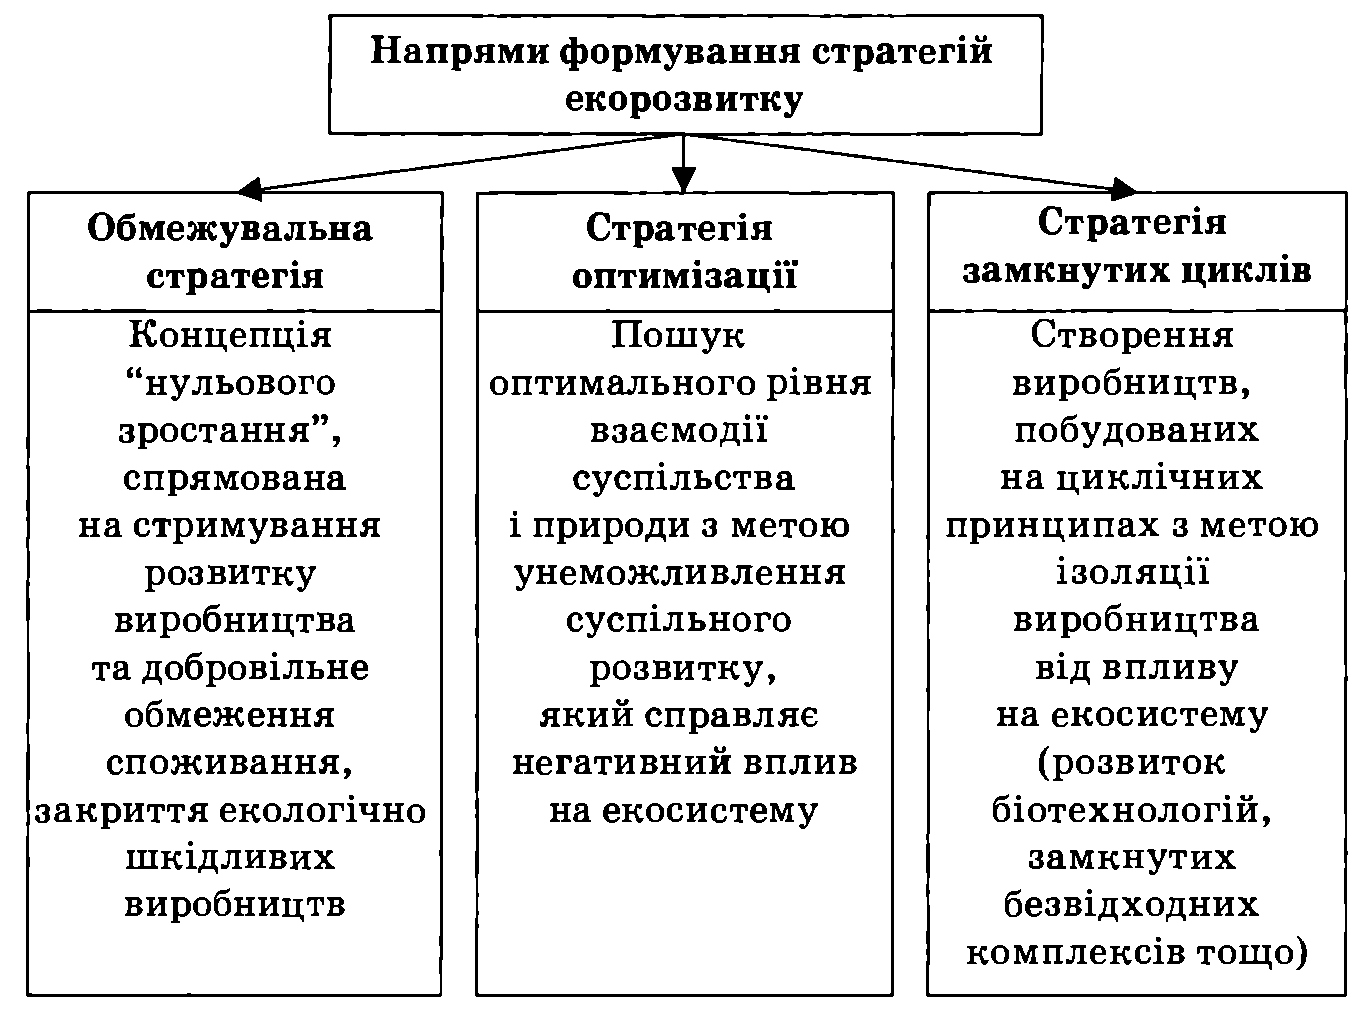 Напрями формування стратегій
екорозвитку
Обмежувальна
стратегія
Концепція
“нульового
зростання”,
спрямована
на стримування
розвитку
виробництва
та добровільне
обмеження
споживання,
закриття екологічно
шкідливих
виробництв
Стратегія
оптимізації
Пошук
оптимального рівня
взаємодії
суспільства
і природи з метою
унеможливлення
суспільного
розвитку,
який справляє
негативний вплив
на екосистему
Стратегія
замкнутих циклів
Створення
виробництв,
побудованих
на циклічних
принципах з метою
ізоляції
виробництва
від впливу
на екосистему
(розвиток
біотехнологій,
замкнутих
безвідходних
комплексів тощо)